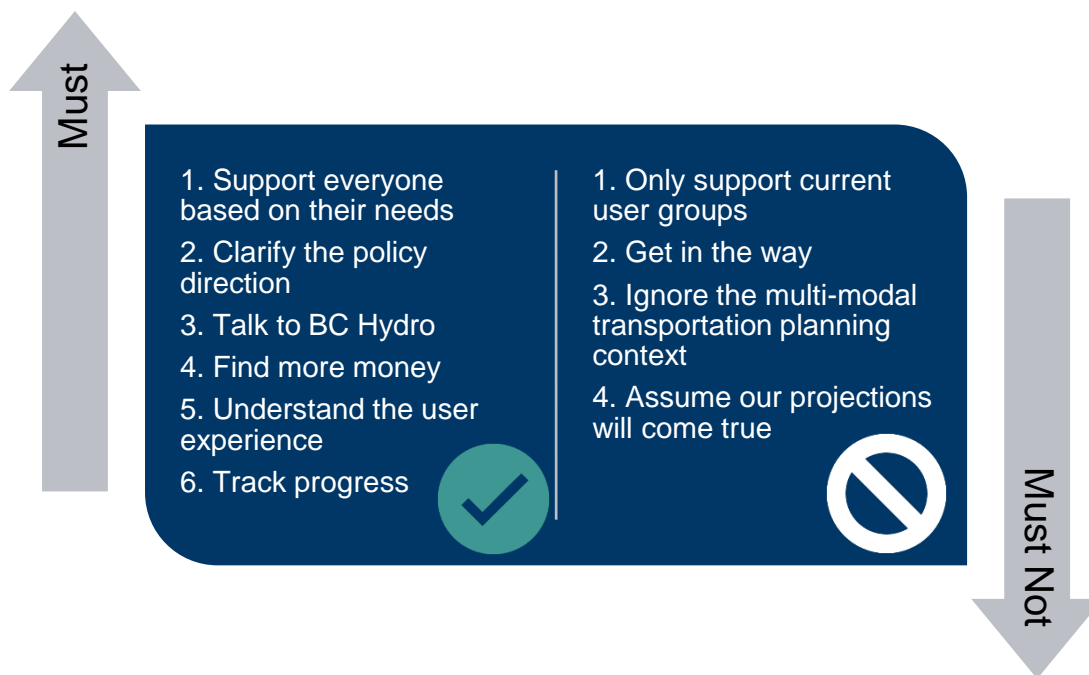 Must
1. Support everyone
based on their needs
2. Clarify the policy
direction
3. Talk to BC Hydro
4. Find more money
5. Understand the user
experience
6. Track progress
1. Only support current
user groups
2. Get in the way
3. Ignore the multi-modal
transportation planning
context
4. Assume our projections
will come true
Must Not